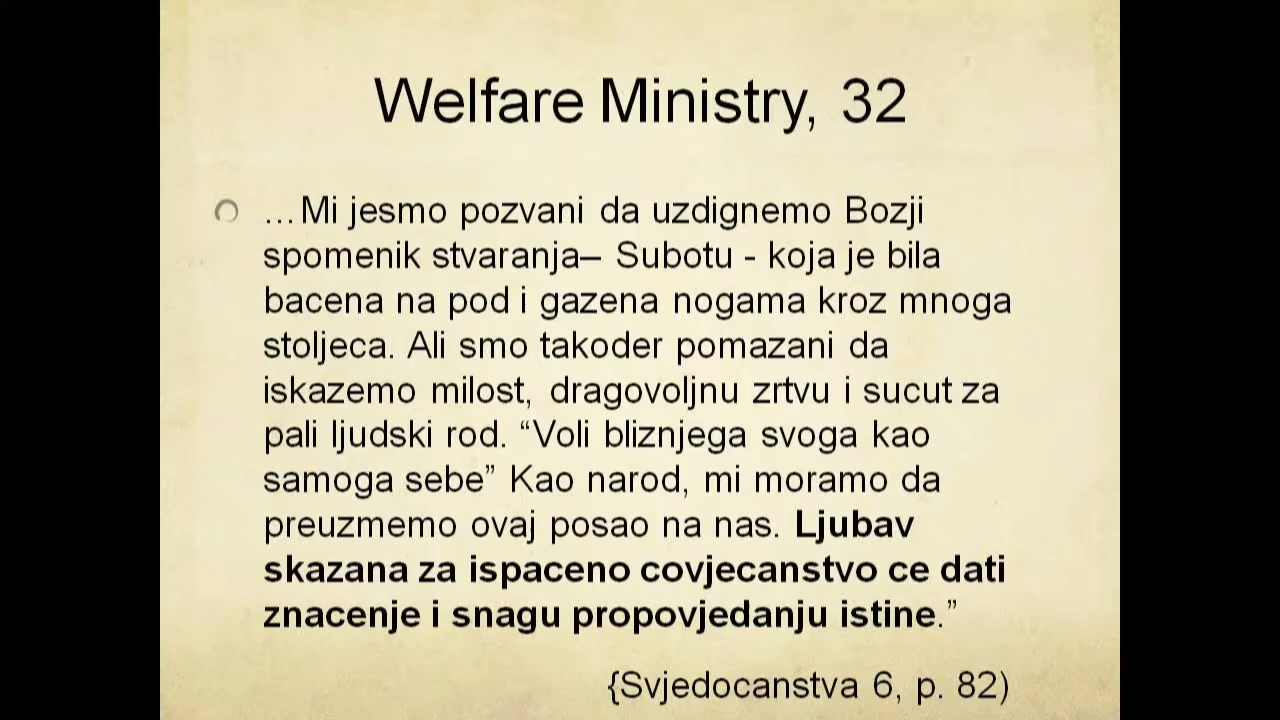 Welfare Ministry, 32
…Mi jesmo pozvani da uzdignemo Bozji
spomenik stvaranja– Subotu - koja je bila
bacena na pod i gazena nogama kroz mnoga
stoljeca. Ali smo takoder pomazani da
iskazemo milost, dragovoljnu zrtvu i sucut za
pali ljudski rod. “Voli bliznjega svoga kao
samoga sebe” Kao narod, mi moramo da
preuzmemo ovaj posao na nas. Ljubav
skazana za ispaceno covjecanstvo ce dati
znacenje i snagu propovjedanju istine.”
{Svjedocanstva 6, p. 82)